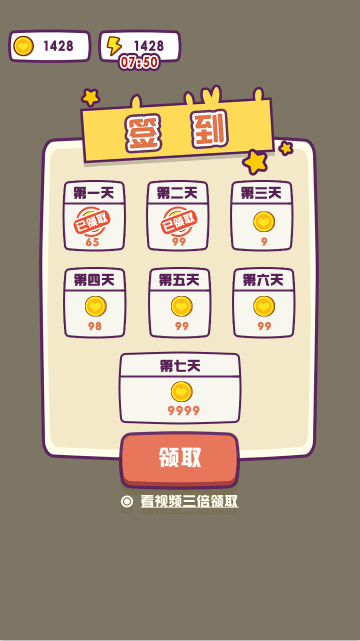 1428 1428
07:50
签到
第一天 第二天 第三天
已领取 已领取
65 99 9
第四天 第五天 第六天
98 99 99
第七天
9999
领取
看视频三倍领取